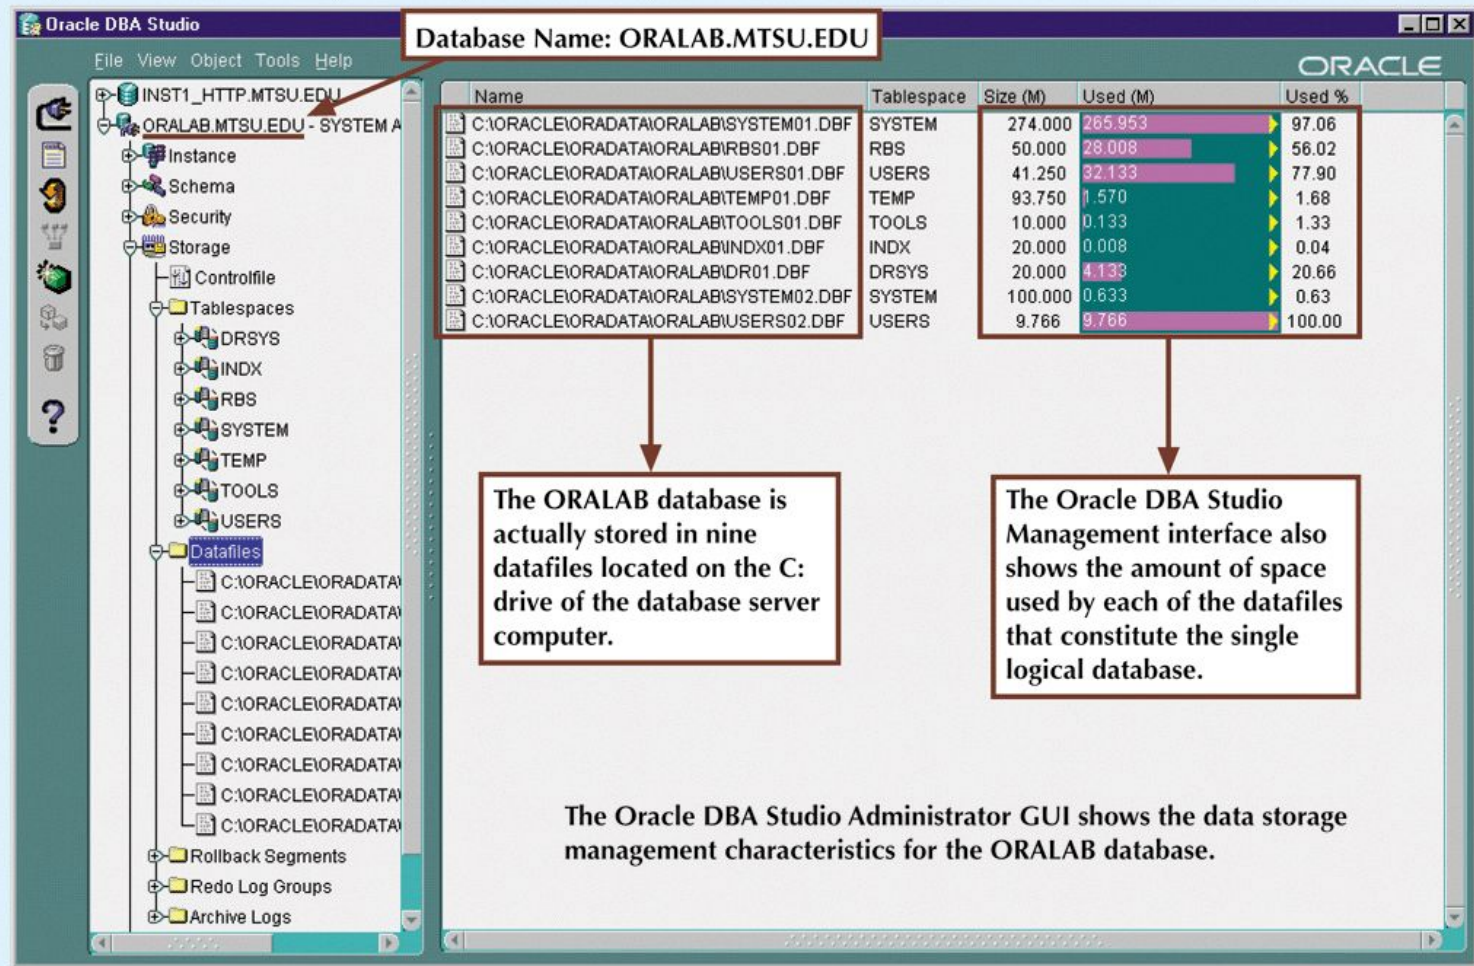 Oracle DBA Studio
Database Name: ORALAB.MTSU.EDU
File View Object Tools Help
ORACLE
INST1_HTTP.MTSU.EDU
ORALAB.MTSU.EDU - SYSTEM A
Instance
Schema
Security
Storage
Controlfile
Tablespaces
DRSYS
INDX
RBS
SYSTEM
TEMP
TOOLS
USERS
Datafiles
C:\ORACLE\ORADATA\
C:\ORACLE\ORADATA\
C:\ORACLE\ORADATA\
C:\ORACLE\ORADATA\
C:\ORACLE\ORADATA\
C:\ORACLE\ORADATA\
C:\ORACLE\ORADATA\
C:\ORACLE\ORADATA\
C:\ORACLE\ORADATA\
Rollback Segments
Redo Log Groups
Archive Logs
Name Tablespace Size (M) Used (M) Used %
C:\ORACLE\ORADATA\ORALAB\SYSTEM01.DBF SYSTEM 274.000 265.953 97.06
C:\ORACLE\ORADATA\ORALAB\RBS01.DBF RBS 50.000 28.008 56.02
C:\ORACLE\ORADATA\ORALAB\USERS01.DBF USERS 41.250 32.133 77.90
C:\ORACLE\ORADATA\ORALAB\TEMP01.DBF TEMP 93.750 1.570 1.68
C:\ORACLE\ORADATA\ORALAB\TOOLS01.DBF TOOLS 10.000 0.133 1.33
C:\ORACLE\ORADATA\ORALAB\INDX01.DBF INDX 20.000 0.008 0.04
C:\ORACLE\ORADATA\ORALAB\DR01.DBF DRSYS 20.000 4.133 20.66
C:\ORACLE\ORADATA\ORALAB\SYSTEM02.DBF SYSTEM 100.000 0.633 0.63
C:\ORACLE\ORADATA\ORALAB\USERS02.DBF USERS 9.766 9.766 100.00
The ORALAB database is
actually stored in nine
datafiles located on the C:
drive of the database server
computer.
The Oracle DBA Studio
Management interface also
shows the amount of space
used by each of the datafiles
that constitute the single
logical database.
The Oracle DBA Studio Administrator GUI shows the data storage
management characteristics for the ORALAB database.